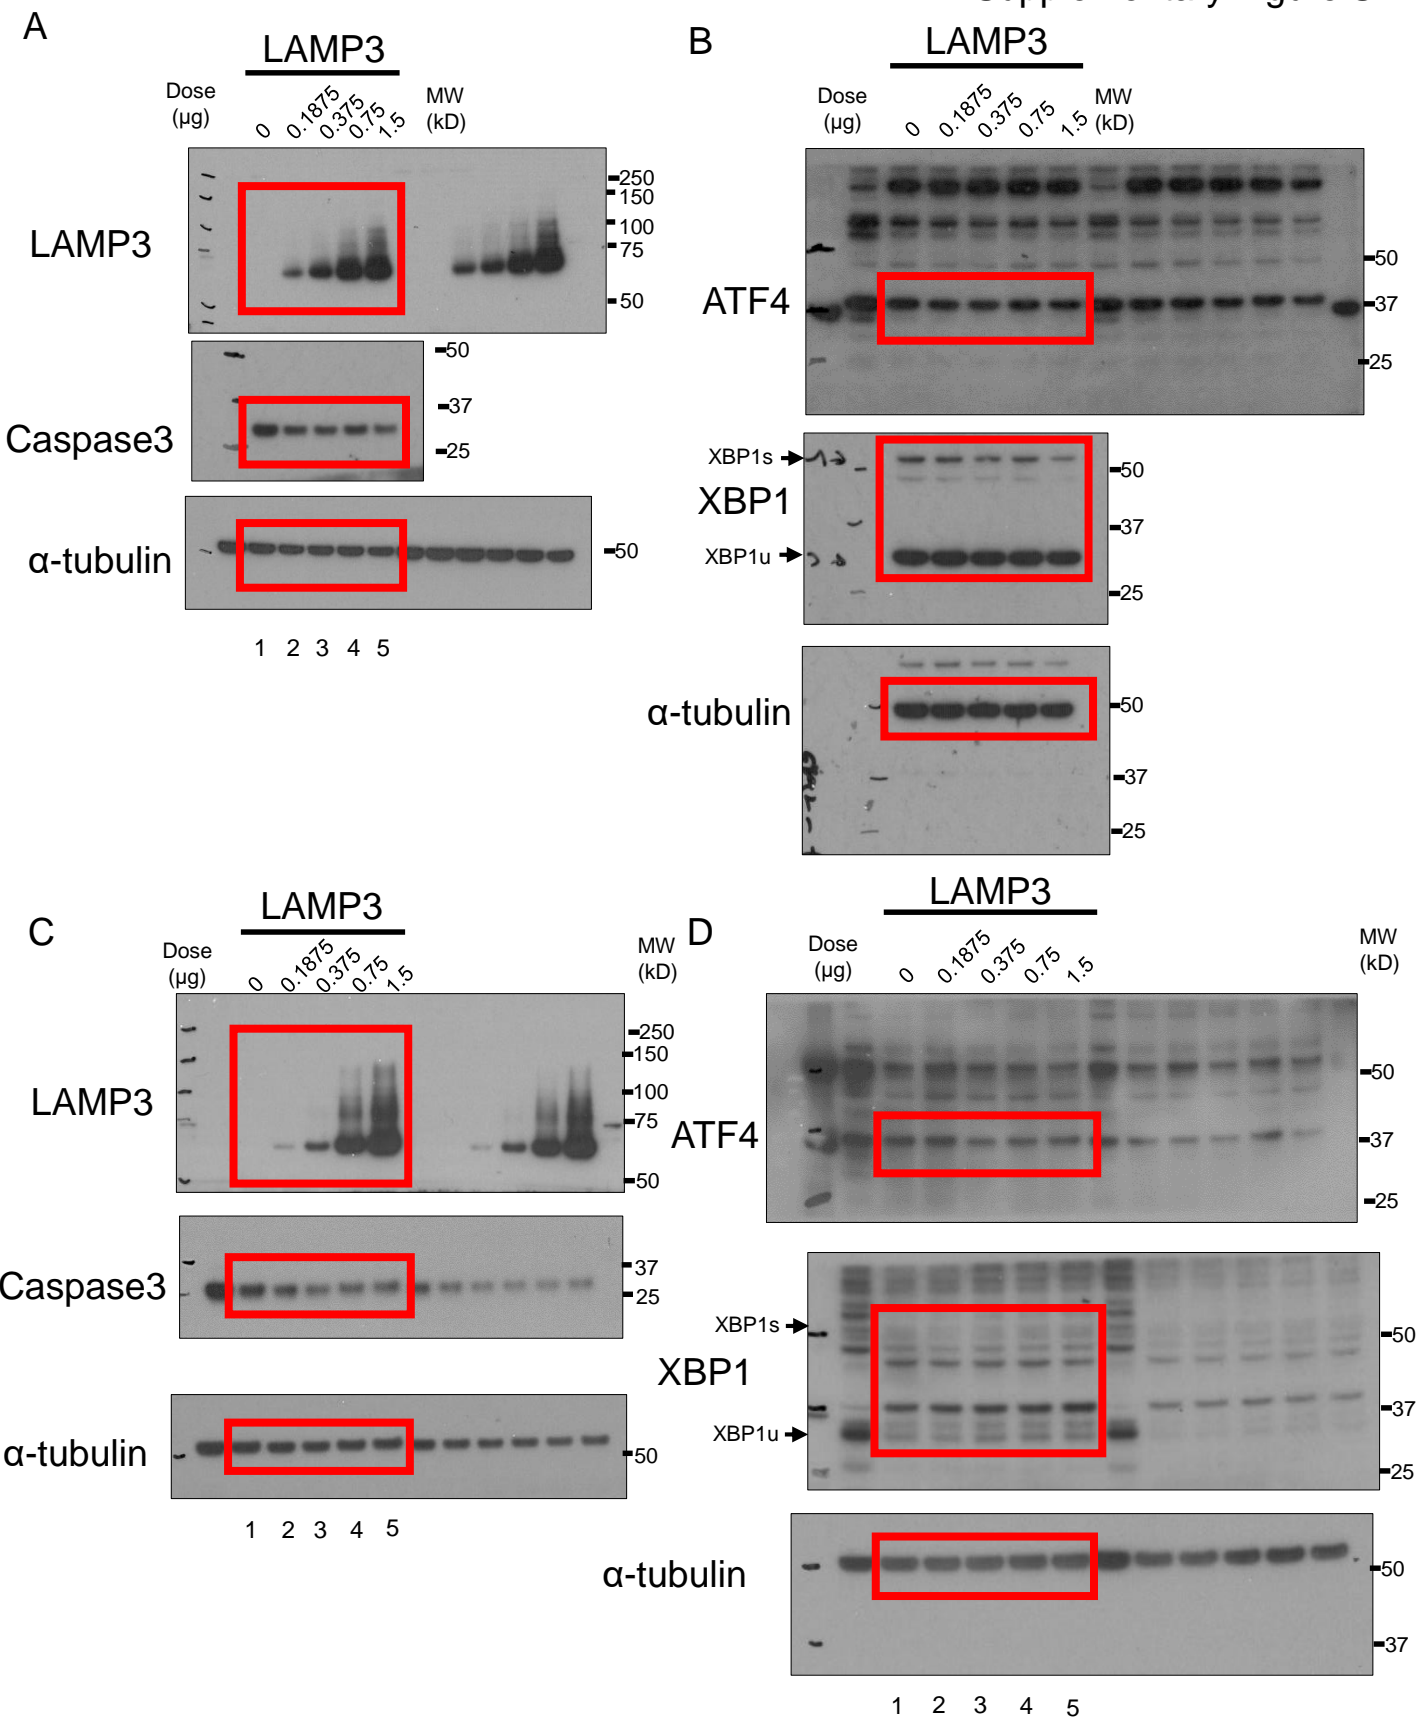 A
LAMP3
Dose
(μg)
0
0.1875
0.375
0.75
1.5
MW
(kD)
LAMP3
250
150
100
75
50
Caspase3
50
37
25
α-tubulin
50
1 2 3 4 5
B
LAMP3
Dose
(μg)
0
0.1875
0.375
0.75
1.5
MW
(kD)
ATF4
50
37
25
XBP1s
XBP1
XBP1u
50
37
25
α-tubulin
50
37
25
C
LAMP3
Dose
(μg)
0
0.1875
0.375
0.75
1.5
MW
(kD)
LAMP3
250
150
100
75
50
Caspase3
37
25
α-tubulin
50
1 2 3 4 5
D
LAMP3
Dose
(μg)
0
0.1875
0.375
0.75
1.5
MW
(kD)
ATF4
50
37
25
XBP1s
XBP1
XBP1u
50
37
25
α-tubulin
50
37
1 2 3 4 5